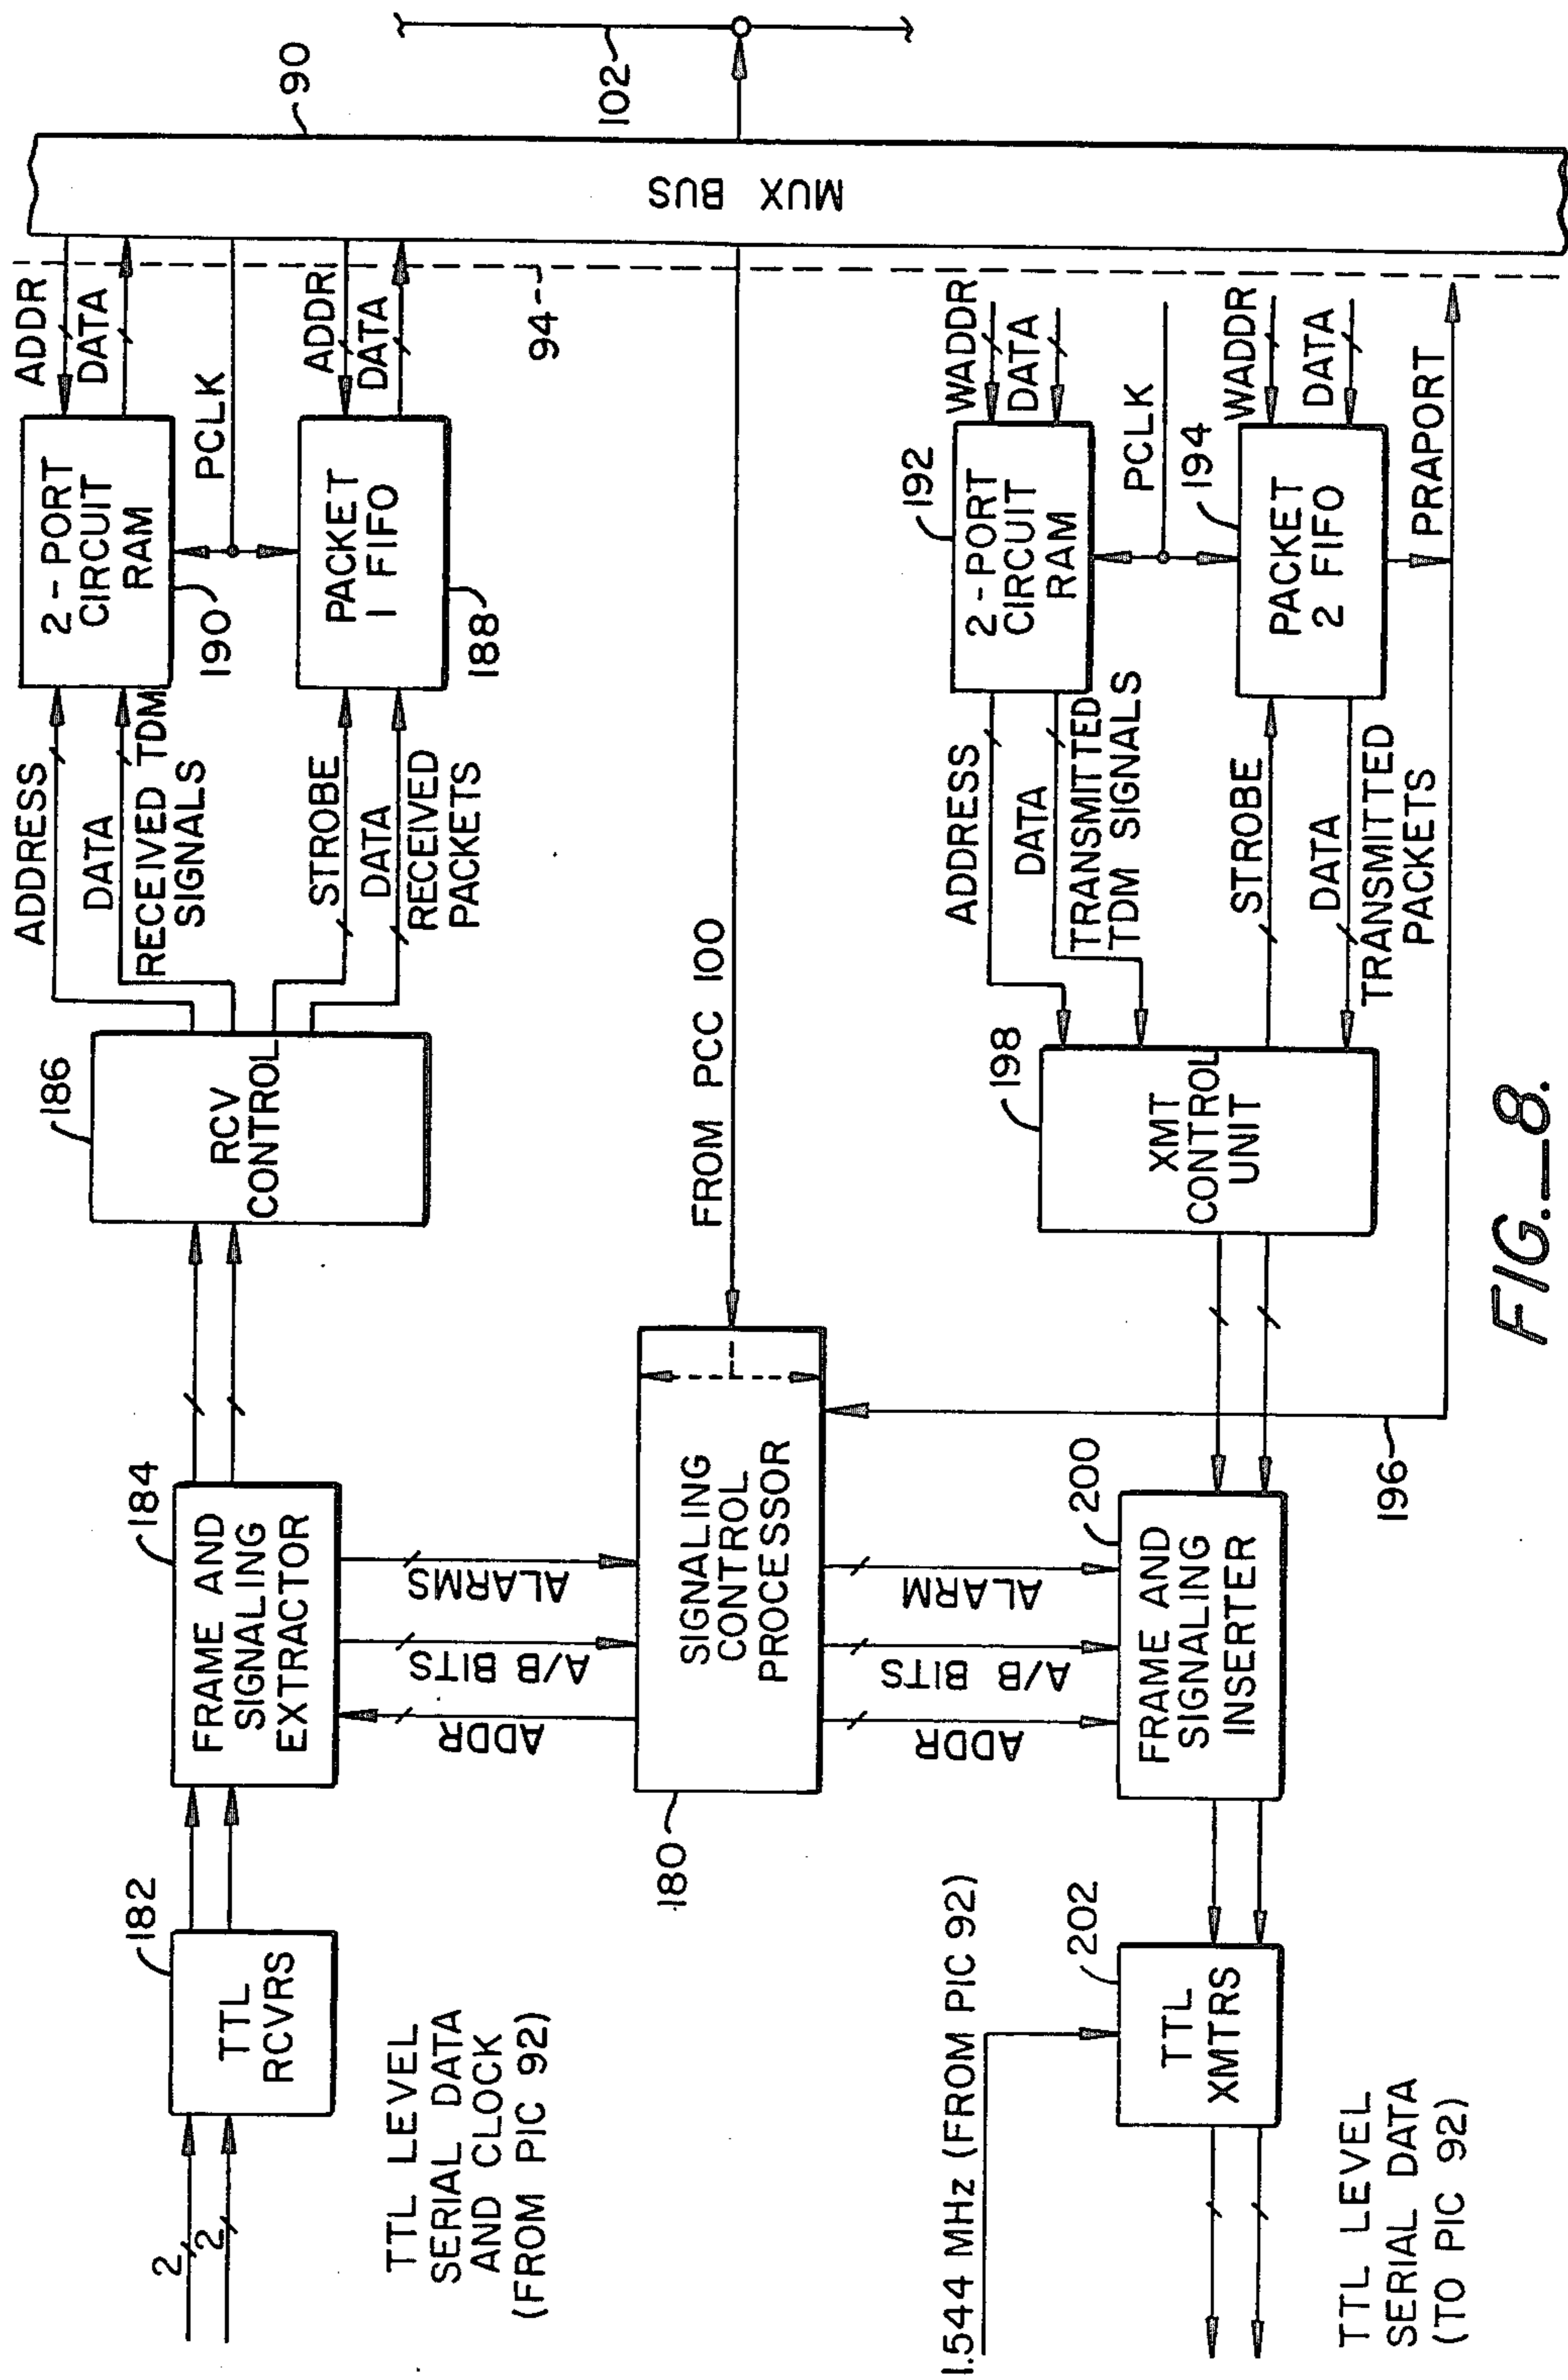 2
2
TTL LEVEL
SERIAL DATA
AND CLOCK
(FROM PIC 92)
182
TTL
RCVRS
184
FRAME AND
SIGNALING
EXTRACTOR
186
RCV
CONTROL
ADDRESS
DATA
RECEIVED TDM
SIGNALS
STROBE
DATA
RECEIVED
PACKETS
2-PORT
CIRCUIT
RAM
190
PACKET
1 FIFO
188
PCLK
ADDR
DATA
ADDR
DATA
94
90
MUX BUS
102
ADDR
A/B BITS
ALARMS
180
SIGNALING
CONTROL
PROCESSOR
FROM PCC 100
ADDR
A/B BITS
ALARM
1.544 MHz (FROM PIC 92)
202
TTL
XMTRS
TTL LEVEL
SERIAL DATA
(TO PIC 92)
200
FRAME AND
SIGNALING
INSERTER
196
198
XMT
CONTROL
UNIT
ADDRESS
DATA
TRANSMITTED
TDM SIGNALS
STROBE
DATA
TRANSMITTED
PACKETS
192
2-PORT
CIRCUIT
RAM
PCLK
194
PACKET
2 FIFO
WADDR
DATA
WADDR
DATA
PRAPORT
FIG.—8.